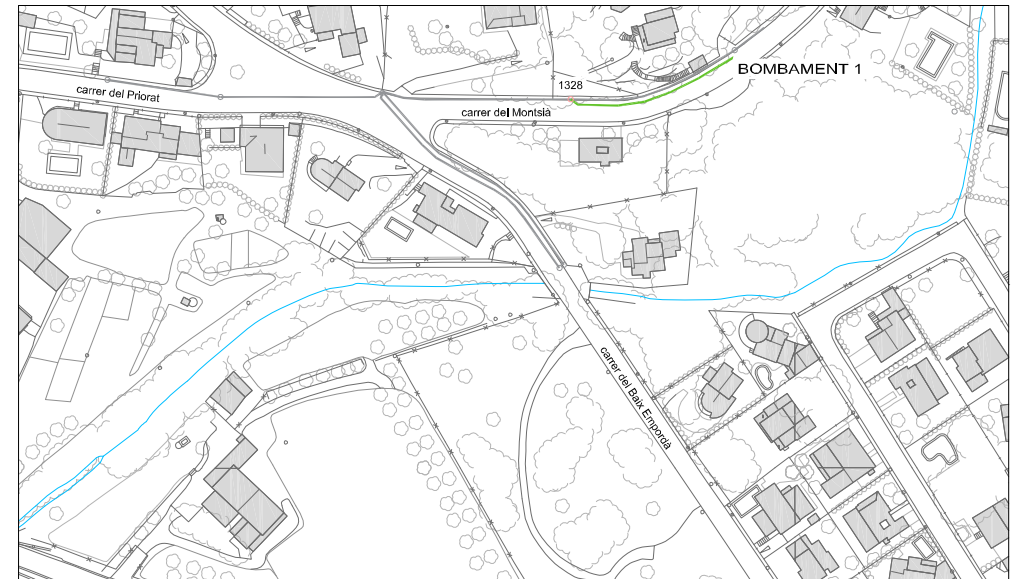 BOMBAMENT 1
1328
carrer del Priorat
carrer del Montsià
carrer del Baix Empordà